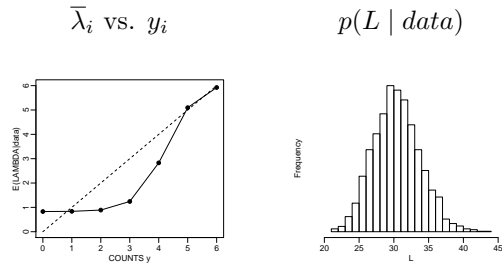 λ̅ᵢ vs. yᵢ
p(L | data)
E(LAMBDA|data)
0 1 2 3 4 5 6
0 1 2 3 4 5 6
COUNTS y
Frequency
20 25 30 35 40 45
L